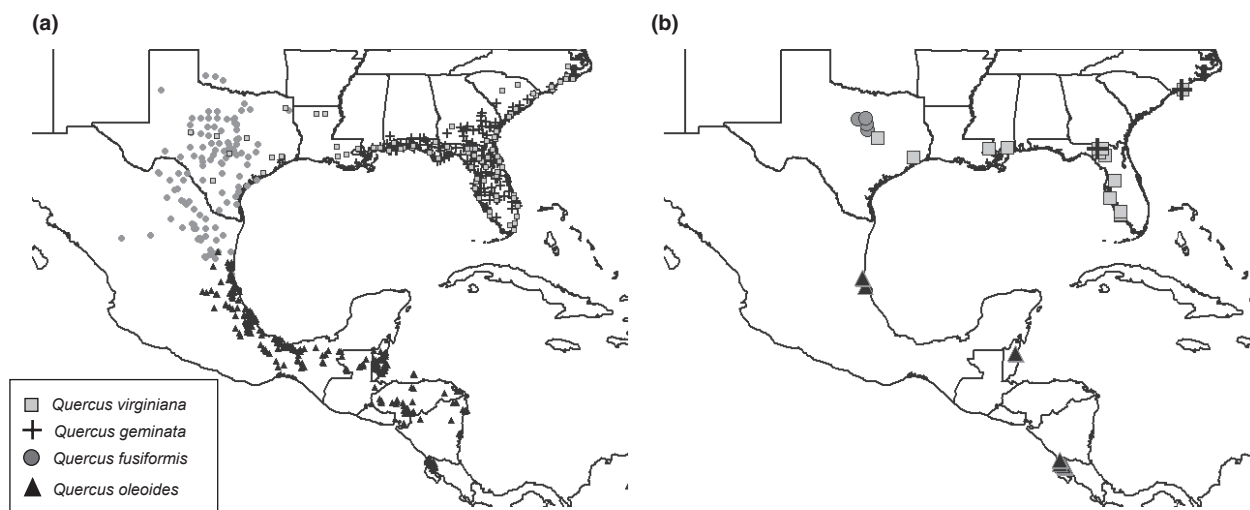 (a)
(b)
Quercus virginiana
Quercus geminata
Quercus fusiformis
Quercus oleoides